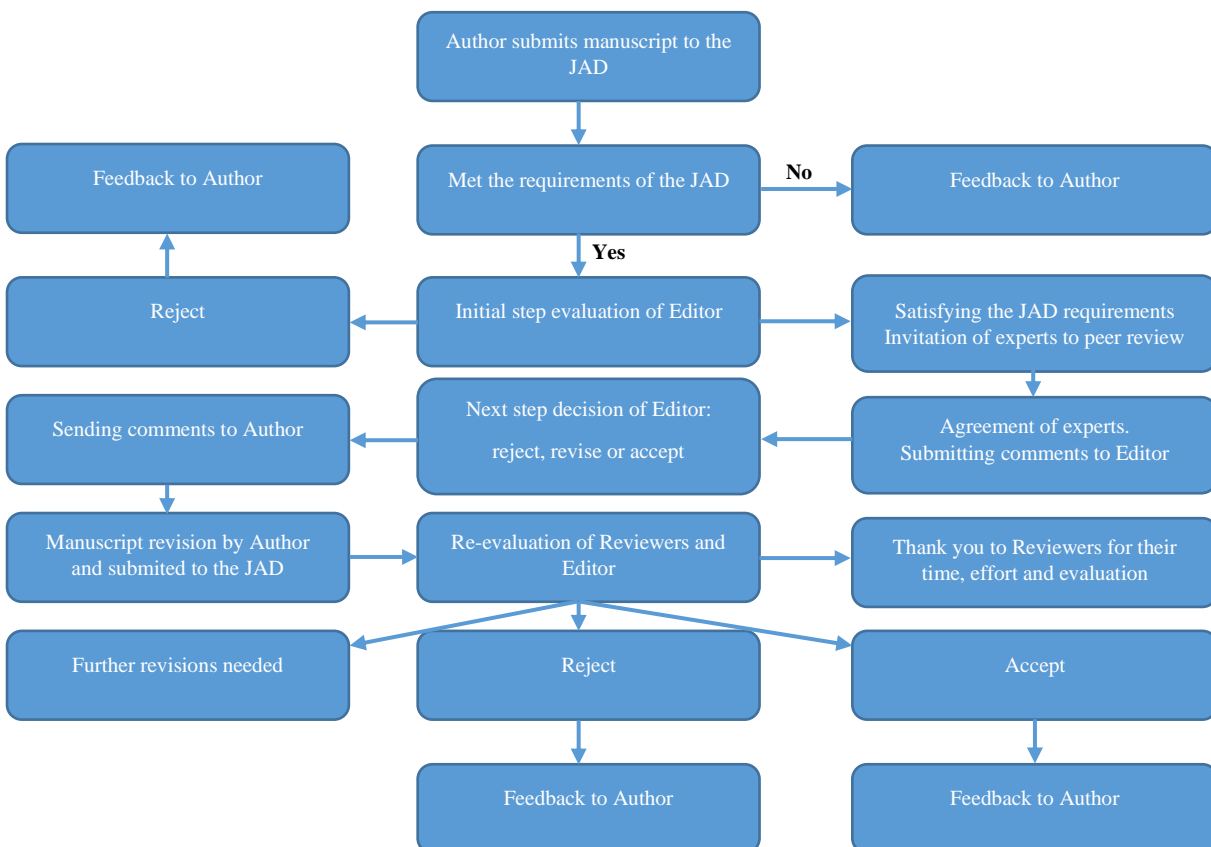 Author submits manuscript to the
JAD
Feedback to Author
Met the requirements of the JAD
No
Feedback to Author
Yes
Reject
Initial step evaluation of Editor
Satisfying the JAD requirements
Invitation of experts to peer review
Sending comments to Author
Next step decision of Editor:
reject, revise or accept
Agreement of experts.
Submitting comments to Editor
Manuscript revision by Author
and submited to the JAD
Re-evaluation of Reviewers and
Editor
Thank you to Reviewers for their
time, effort and evaluation
Further revisions needed
Reject
Accept
Feedback to Author
Feedback to Author